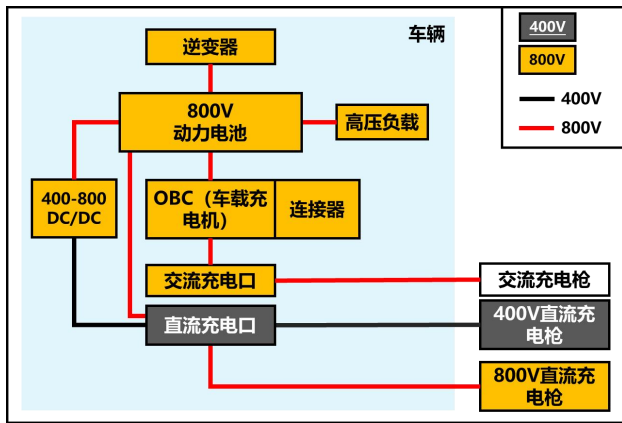 车辆
400V
800V
400V
800V
逆变器
800V
动力电池
高压负载
400-800
DC/DC
OBC（车载充
电机）
连接器
交流充电口
交流充电枪
直流充电口
400V直流充
电枪
800V直流充
电枪